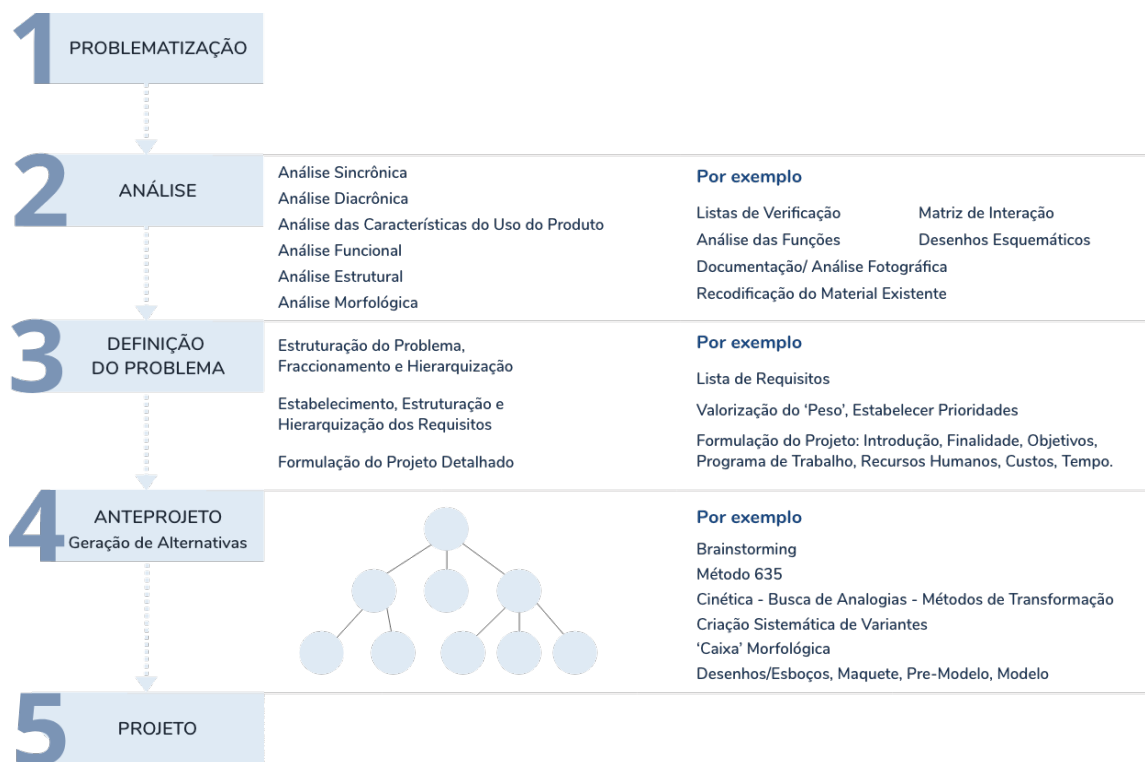 1
PROBLEMATIZAÇÃO
2
ANÁLISE
Análise Sincrônica
Análise Diacrônica
Análise das Características do Uso do Produto
Análise Funcional
Análise Estrutural
Análise Morfológica
Por exemplo
Listas de Verificação
Matriz de Interação
Análise das Funções
Desenhos Esquemáticos
Documentação/ Análise Fotográfica
Recodificação do Material Existente
3
DEFINIÇÃO
DO PROBLEMA
Estruturação do Problema,
Fraccionamento e Hierarquização
Estabelecimento, Estruturação e
Hierarquização dos Requisitos
Formulação do Projeto Detalhado
Por exemplo
Lista de Requisitos
Valorização do ‘Peso’, Estabelecer Prioridades
Formulação do Projeto: Introdução, Finalidade, Objetivos,
Programa de Trabalho, Recursos Humanos, Custos, Tempo.
4
ANTEPROJETO
Geração de Alternativas
Por exemplo
Brainstorming
Método 635
Cinética - Busca de Analogias - Métodos de Transformação
Criação Sistemática de Variantes
‘Caixa’ Morfológica
Desenhos/Esboços, Maquete, Pre-Modelo, Modelo
5
PROJETO